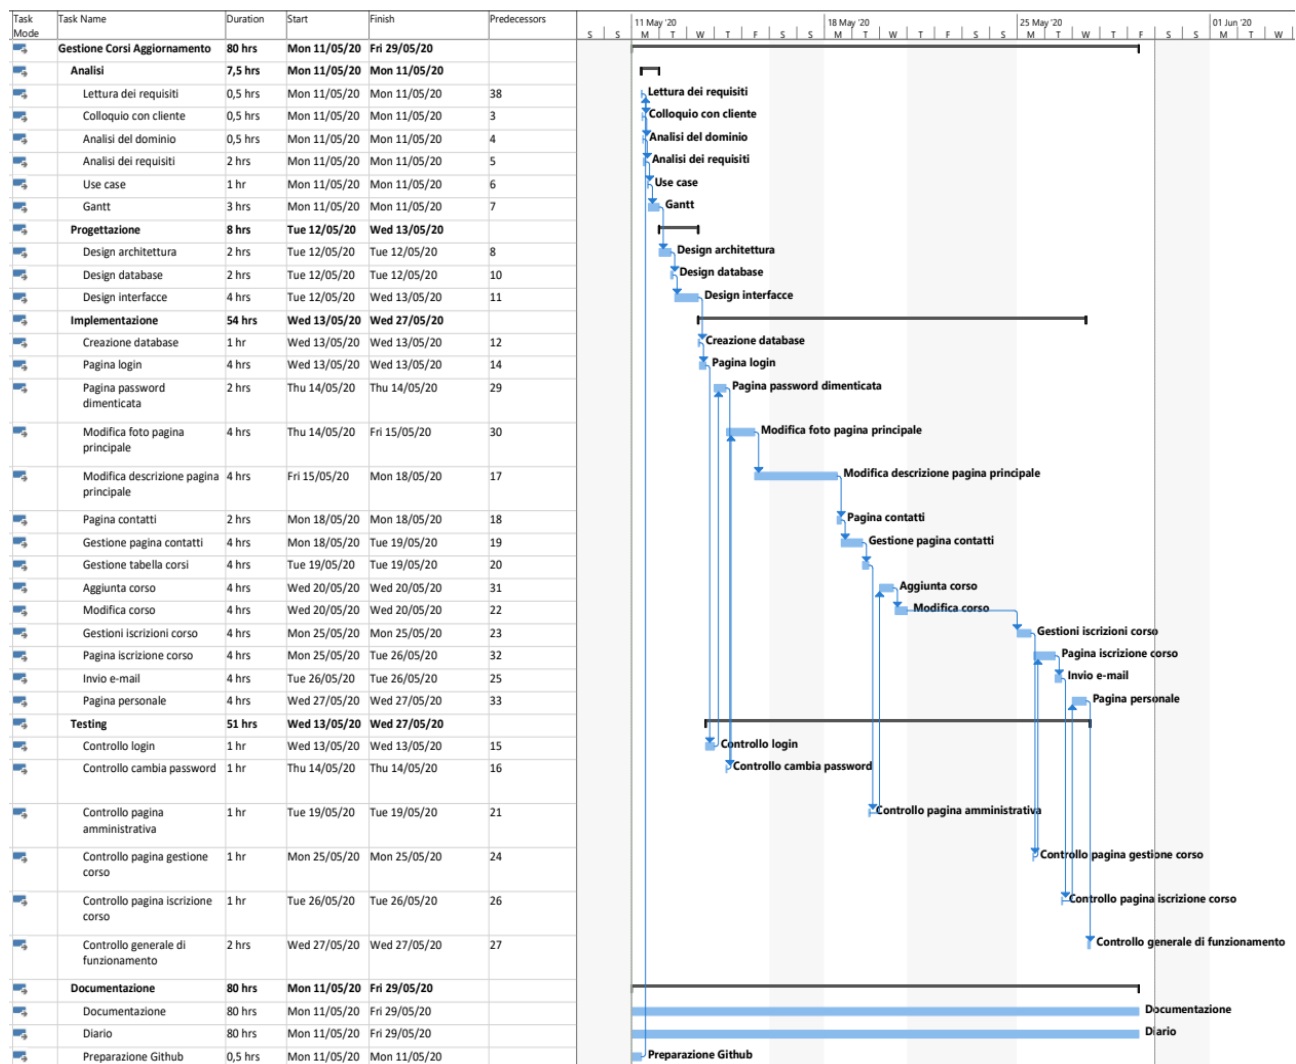 Task Mode Task Name Duration Start Finish Predecessors
11 May '20 18 May '20 25 May '20 01 Jun '20
S S M T W T F S S M T W T F S S M T W T F S S M T W
Gestione Corsi Aggiornamento 80 hrs Mon 11/05/20 Fri 29/05/20
Analisi 7,5 hrs Mon 11/05/20 Mon 11/05/20
Lettura dei requisiti 0,5 hrs Mon 11/05/20 Mon 11/05/20 38 Lettura dei requisiti
Colloquio con cliente 0,5 hrs Mon 11/05/20 Mon 11/05/20 3 Colloquio con cliente
Analisi del dominio 0,5 hrs Mon 11/05/20 Mon 11/05/20 4 Analisi del dominio
Analisi dei requisiti 2 hrs Mon 11/05/20 Mon 11/05/20 5 Analisi dei requisiti
Use case 1 hr Mon 11/05/20 Mon 11/05/20 6 Use case
Gantt 3 hrs Mon 11/05/20 Mon 11/05/20 7 Gantt
Progettazione 8 hrs Tue 12/05/20 Wed 13/05/20
Design architettura 2 hrs Tue 12/05/20 Tue 12/05/20 8 Design architettura
Design database 2 hrs Tue 12/05/20 Tue 12/05/20 10 Design database
Design interfacce 4 hrs Tue 12/05/20 Wed 13/05/20 11 Design interfacce
Implementazione 54 hrs Wed 13/05/20 Wed 27/05/20
Creazione database 1 hr Wed 13/05/20 Wed 13/05/20 12 Creazione database
Pagina login 4 hrs Wed 13/05/20 Wed 13/05/20 14 Pagina login
Pagina password 2 hrs Thu 14/05/20 Thu 14/05/20 29 Pagina password dimenticata
dimenticata
Modifica foto pagina 4 hrs Thu 14/05/20 Fri 15/05/20 30 Modifica foto pagina principale
principale
Modifica descrizione pagina 4 hrs Fri 15/05/20 Mon 18/05/20 17 Modifica descrizione pagina principale
principale
Pagina contatti 2 hrs Mon 18/05/20 Mon 18/05/20 18 Pagina contatti
Gestione pagina contatti 4 hrs Mon 18/05/20 Tue 19/05/20 19 Gestione pagina contatti
Gestione tabella corsi 4 hrs Tue 19/05/20 Tue 19/05/20 20
Aggiunta corso 4 hrs Wed 20/05/20 Wed 20/05/20 31 Aggiunta corso
Modifica corso 4 hrs Wed 20/05/20 Wed 20/05/20 22 Modifica corso
Gestioni iscrizioni corso 4 hrs Mon 25/05/20 Mon 25/05/20 23 Gestioni iscrizioni corso
Pagina iscrizione corso 4 hrs Mon 25/05/20 Tue 26/05/20 32 Pagina iscrizione corso
Invio e-mail 4 hrs Tue 26/05/20 Tue 26/05/20 25 Invio e-mail
Pagina personale 4 hrs Wed 27/05/20 Wed 27/05/20 33 Pagina personale
Testing 51 hrs Wed 13/05/20 Wed 27/05/20
Controllo login 1 hr Wed 13/05/20 Wed 13/05/20 15 Controllo login
Controllo cambia password 1 hr Thu 14/05/20 Thu 14/05/20 16 Controllo cambia password
Controllo pagina 1 hr Tue 19/05/20 Tue 19/05/20 21 Controllo pagina amministrativa
amministrativa
Controllo pagina gestione 1 hr Mon 25/05/20 Mon 25/05/20 24 Controllo pagina gestione corso
corso
Controllo pagina iscrizione 1 hr Tue 26/05/20 Tue 26/05/20 26 Controllo pagina iscrizione corso
corso
Controllo generale di 2 hrs Wed 27/05/20 Wed 27/05/20 27 Controllo generale di funzionamento
funzionamento
Documentazione 80 hrs Mon 11/05/20 Fri 29/05/20
Documentazione 80 hrs Mon 11/05/20 Fri 29/05/20 Documentazione
Diario 80 hrs Mon 11/05/20 Fri 29/05/20 Diario
Preparazione Github 0,5 hrs Mon 11/05/20 Mon 11/05/20 Preparazione Github